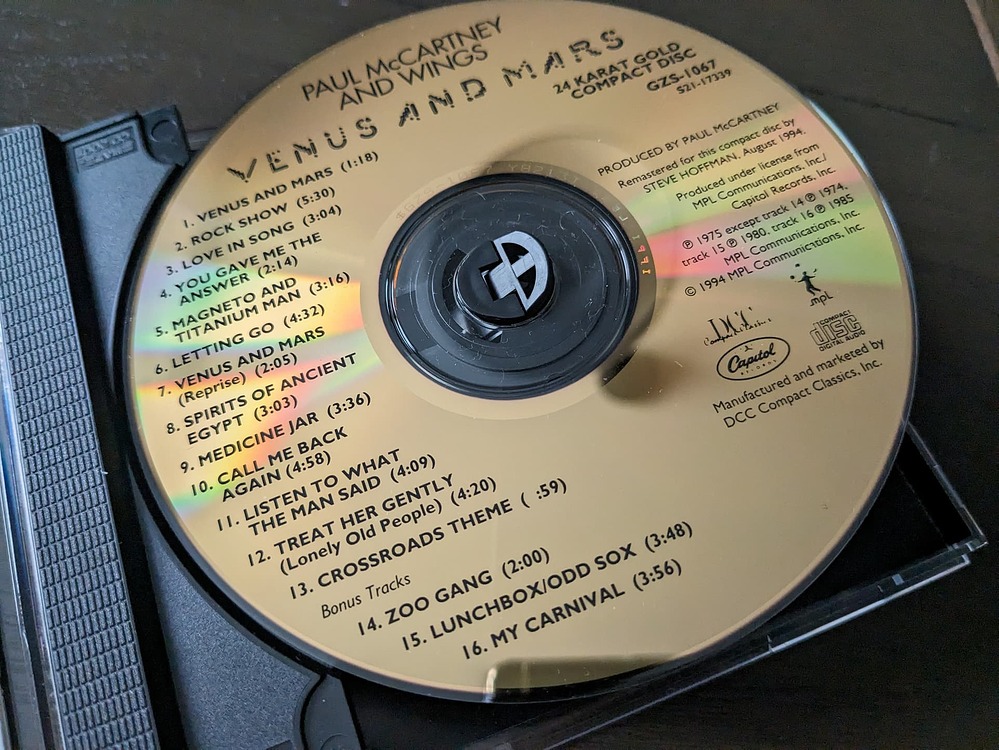 PAUL McCARTNEY
AND WINGS
VENUS AND MARS
24 KARAT GOLD
COMPACT DISC
GZS-1067
S21-17339
1. VENUS AND MARS (1:18)
2. ROCK SHOW (5:30)
3. LOVE IN SONG (3:04)
4. YOU GAVE ME THE
ANSWER (2:14)
5. MAGNETO AND
TITANIUM MAN (3:16)
6. LETTING GO (4:32)
7. VENUS AND MARS
(Reprise) (2:05)
8. SPIRITS OF ANCIENT
EGYPT (3:03)
9. MEDICINE JAR (3:36)
10. CALL ME BACK
AGAIN (4:58)
11. LISTEN TO WHAT
THE MAN SAID (4:09)
12. TREAT HER GENTLY
(Lonely Old People) (4:20)
13. CROSSROADS THEME ( :59)
Bonus Tracks
14. ZOO GANG (2:00)
15. LUNCHBOX/ODD SOX (3:48)
16. MY CARNIVAL (3:56)
PRODUCED BY PAUL McCARTNEY
Remastered for this compact disc by
STEVE HOFFMAN, August 1994.
Produced under license from
MPL Communications, Inc./
Capitol Records, Inc.
℗ 1975 except track 14 ℗ 1974,
track 15 ℗ 1980. track 16 ℗ 1985
MPL Communications, Inc.
© 1994 MPL Communications, Inc.
mpl
DCC
COMPACT
disc
DIGITAL AUDIO
Capitol
RECORDS
Manufactured and marketed by
DCC Compact Classics, Inc.